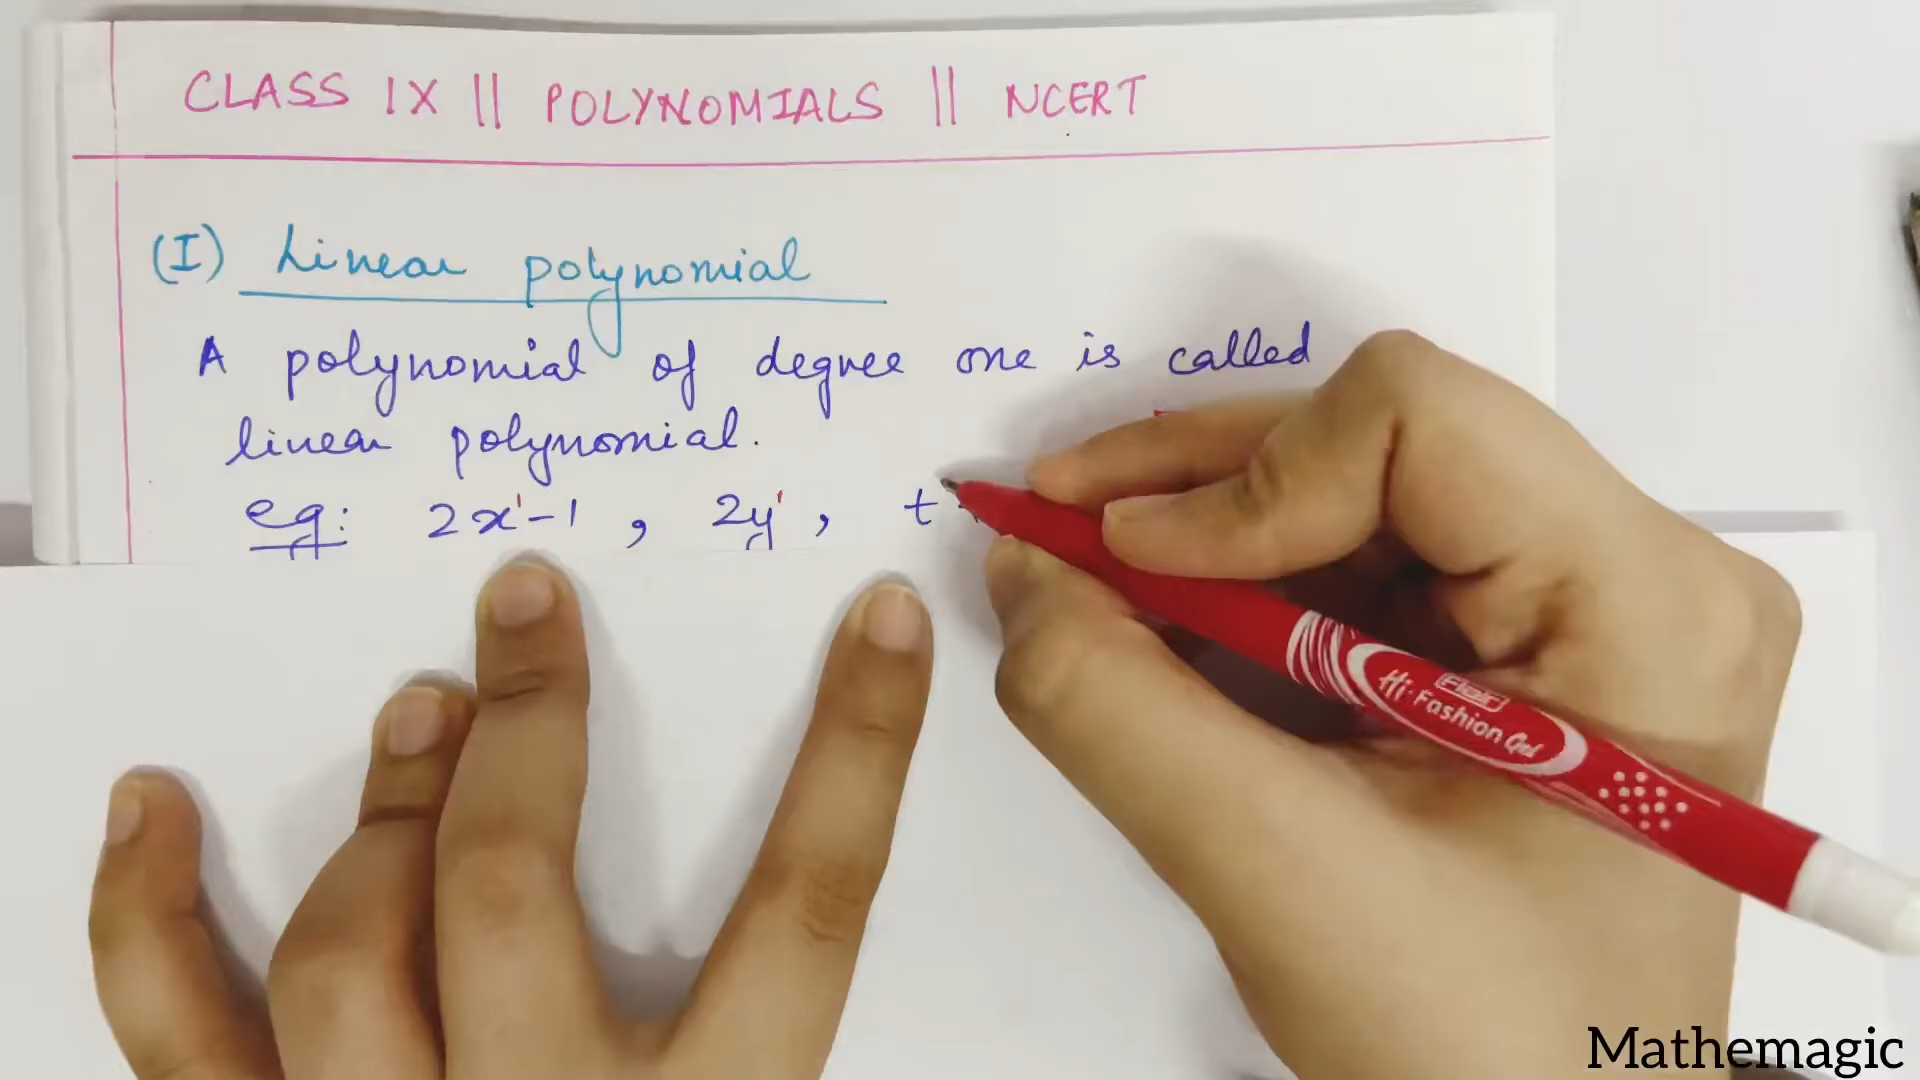 CLASS IX || POLYNOMIALS || NCERT
(I) Linear polynomial
A polynomial of degree one is called
linear polynomial.
eg: 2x¹-1 , 2y¹ , t
Flair
Hi-Fashion Gel
Mathemagic